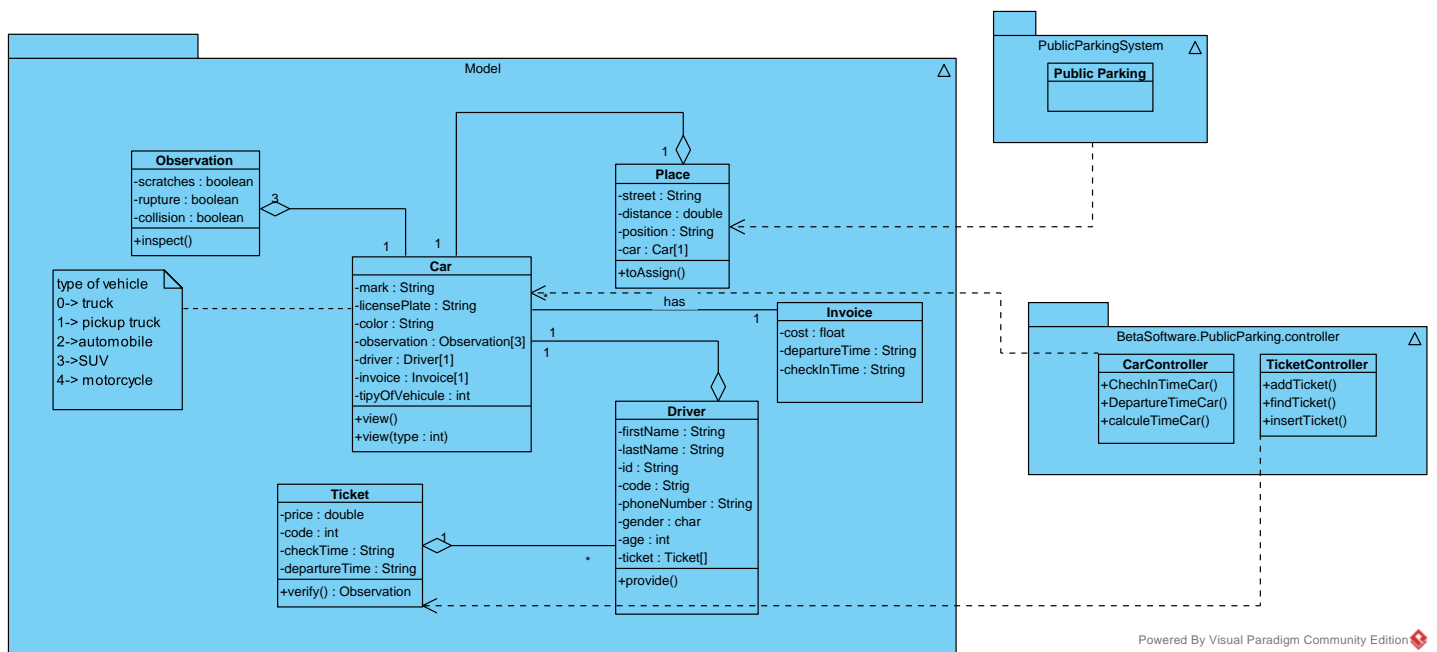 Model
PublicParkingSystem
Public Parking
Observation
-scratches : boolean
-rupture : boolean
-collision : boolean
+inspect()
3
1
1
1
Place
-street : String
-distance : double
-position : String
-car : Car[1]
+toAssign()
type of vehicle
0-> truck
1-> pickup truck
2->automobile
3->SUV
4-> motorcycle
Car
-mark : String
-licensePlate : String
-color : String
-observation : Observation[3]
-driver : Driver[1]
-invoice : Invoice[1]
-tipyOfVehicule : int
+view()
+view(type : int)
*
has
1
1
1
Invoice
-cost : float
-departureTime : String
-checkInTime : String
BetaSoftware.PublicParking.controller
CarController
+ChechInTimeCar()
+DepartureTimeCar()
+calculeTimeCar()
TicketController
+addTicket()
+findTicket()
+insertTicket()
Driver
-firstName : String
-lastName : String
-id : String
-code : Strig
-phoneNumber : String
-gender : char
-age : int
-ticket : Ticket[]
+provide()
Ticket
-price : double
-code : int
-checkTime : String
-departureTime : String
+verify() : Observation
1
*
Powered By Visual Paradigm Community Edition